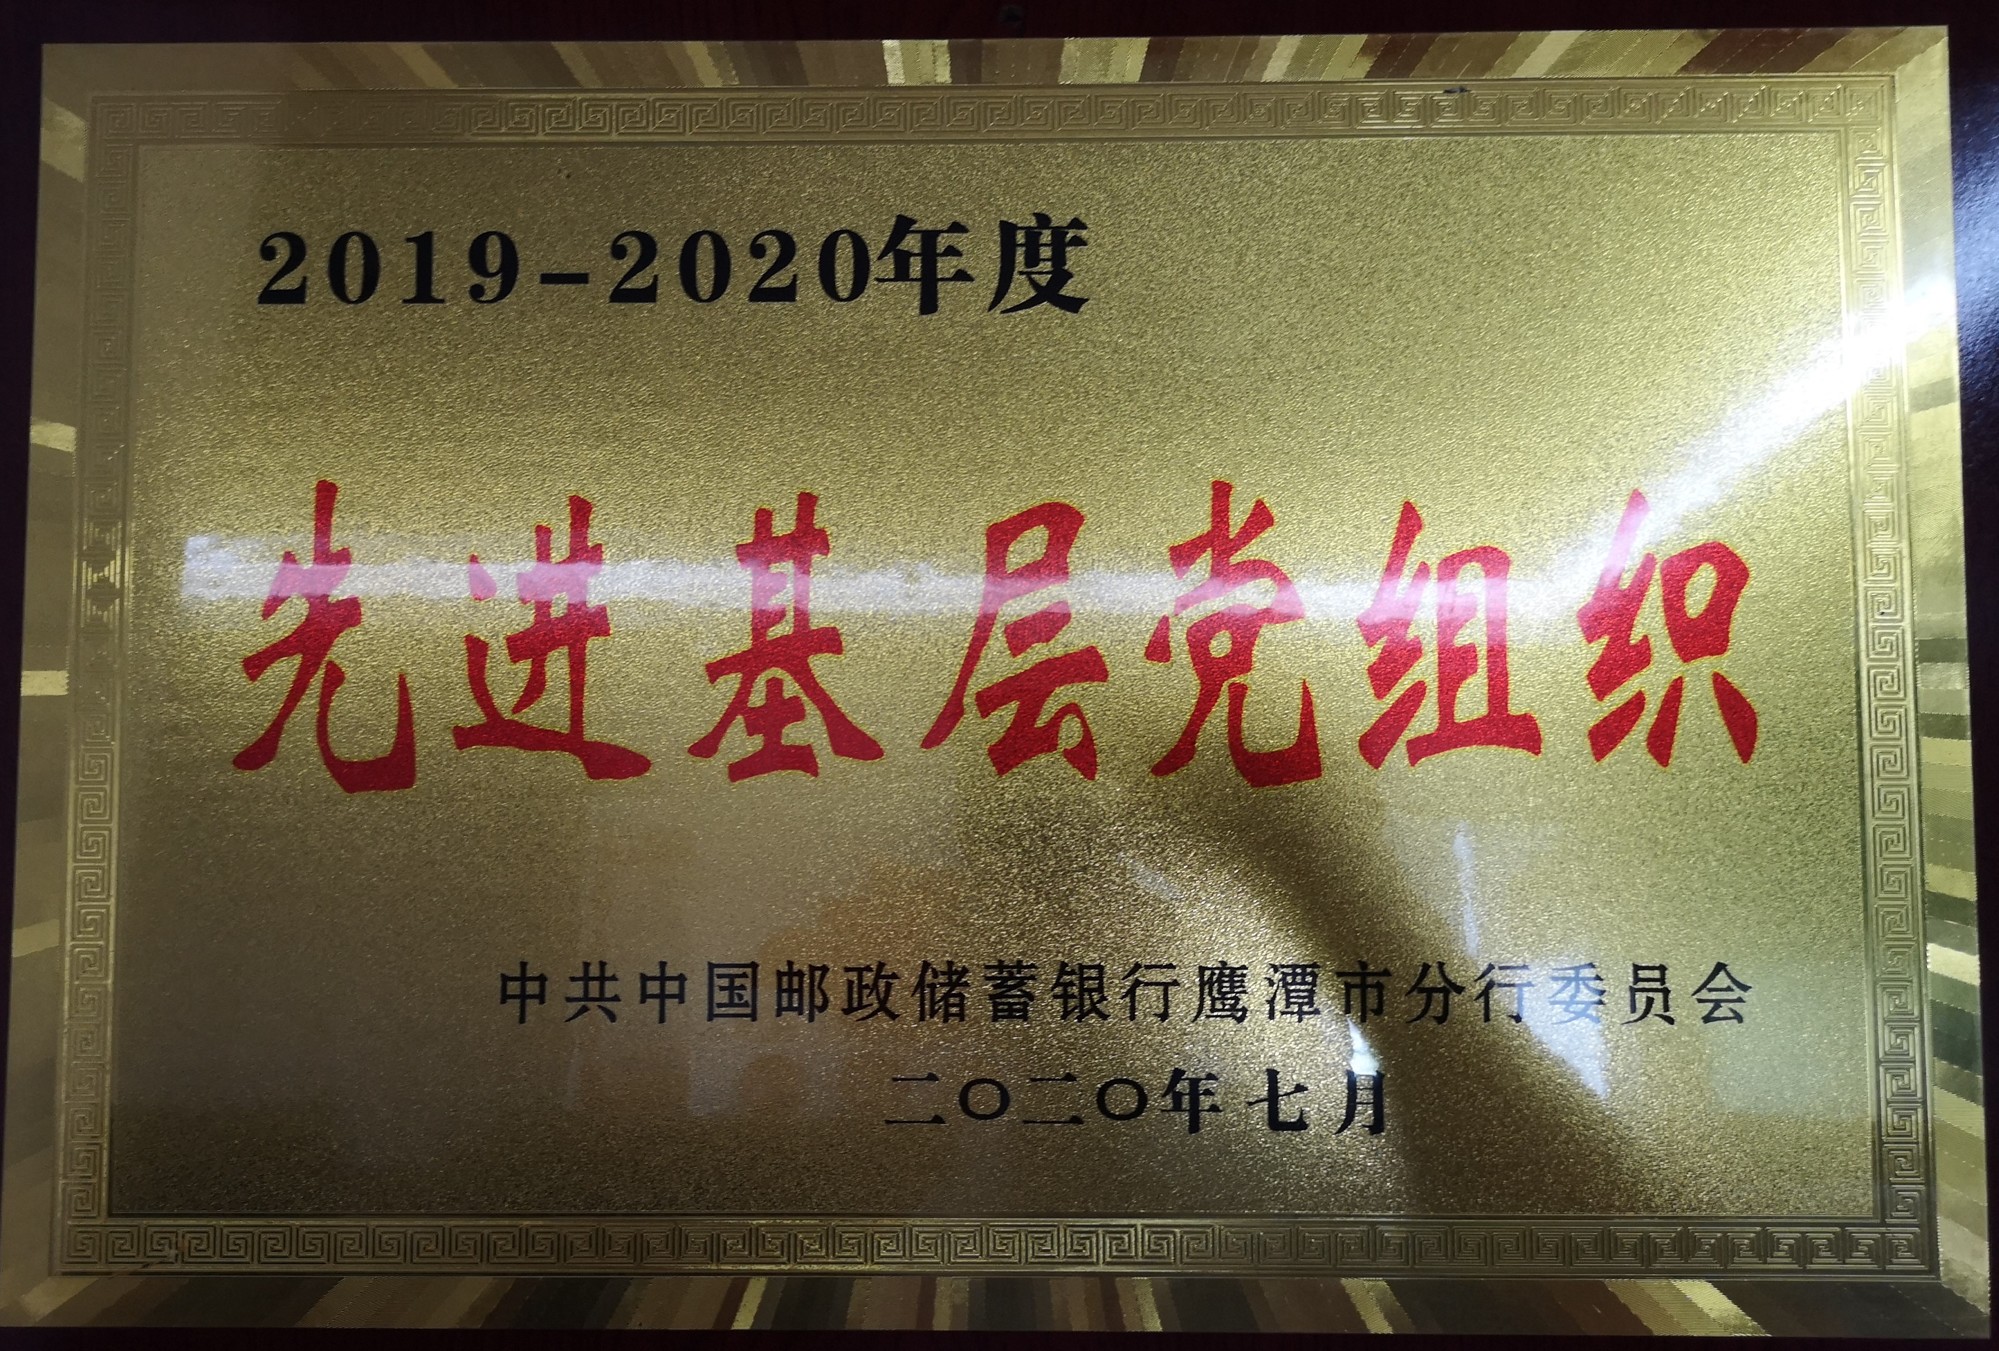 2019-2020年度
先进基层党组织
中共中国邮政储蓄银行鹰潭市分行委员会
二〇二〇年七月